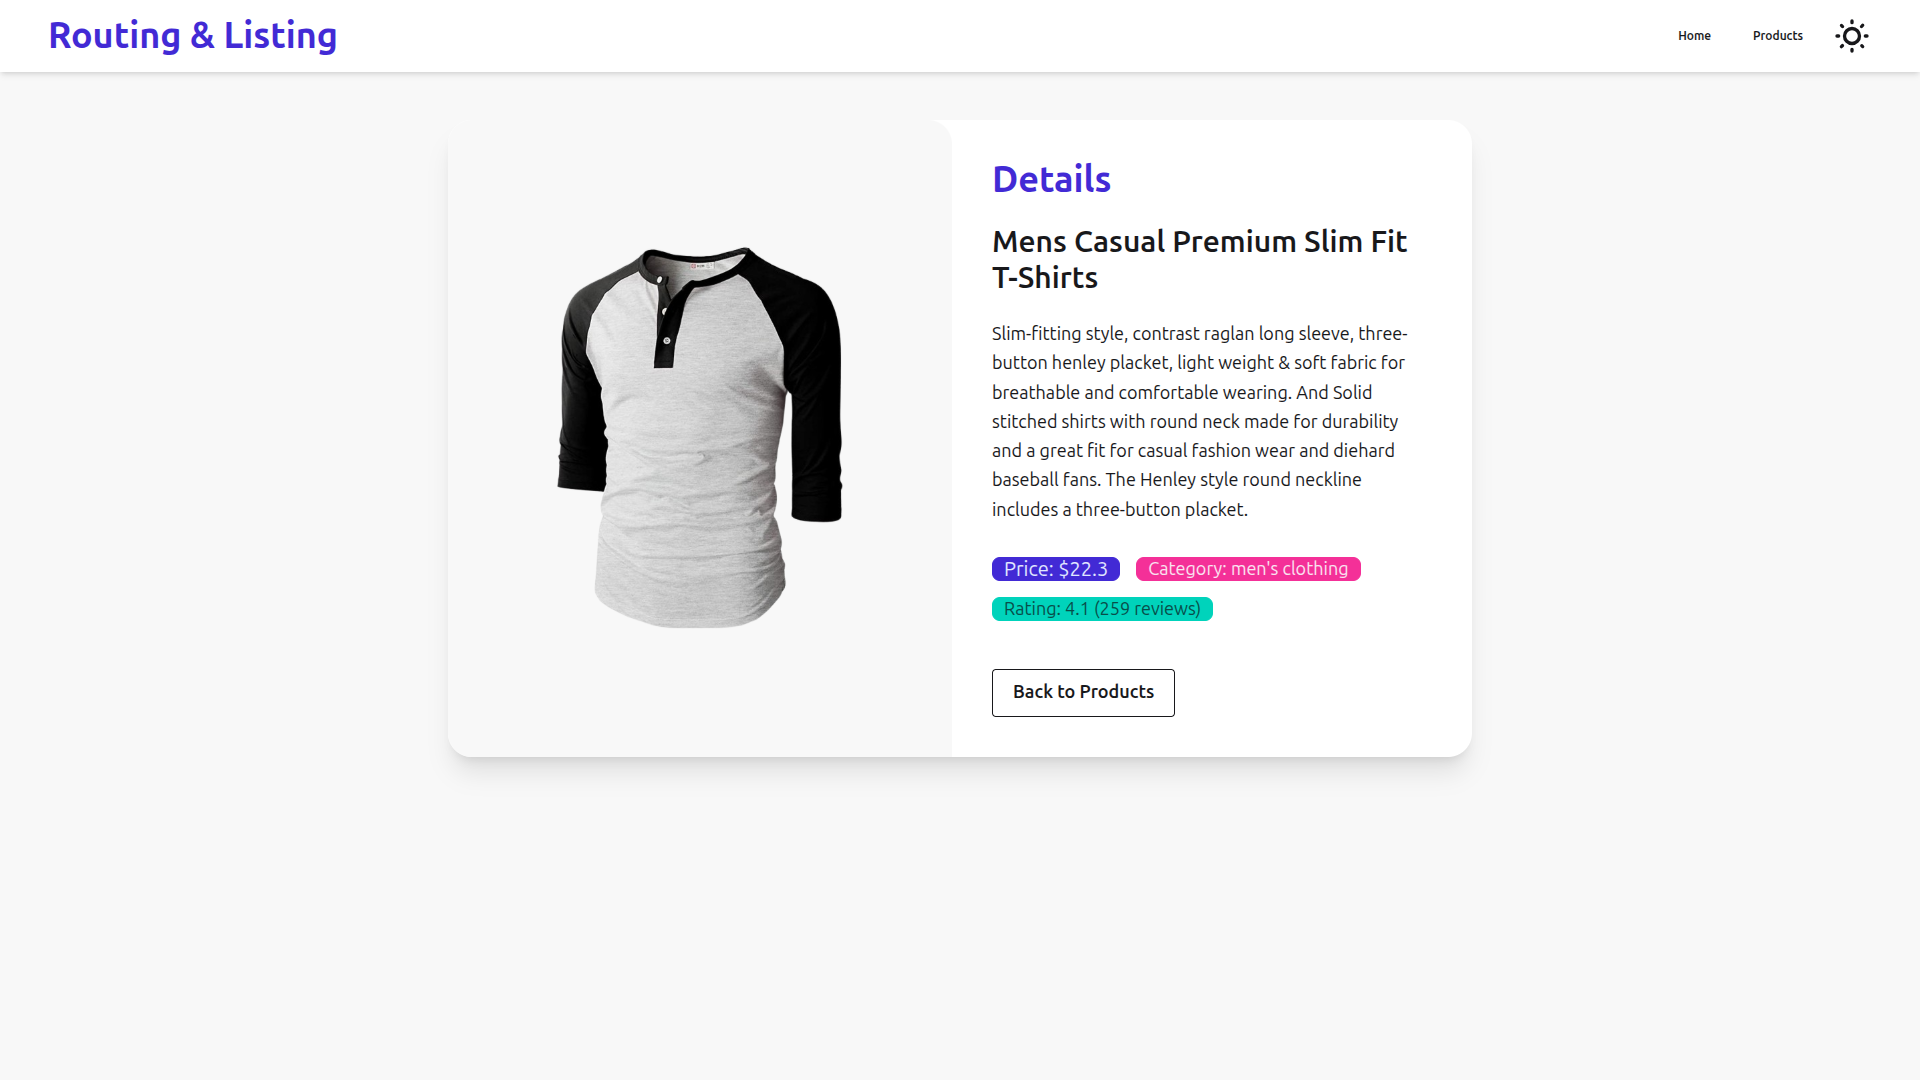 Routing & Listing
Home
Products
Details
Mens Casual Premium Slim Fit
T-Shirts
Slim-fitting style, contrast raglan long sleeve, three-
button henley placket, light weight & soft fabric for
breathable and comfortable wearing. And Solid
stitched shirts with round neck made for durability
and a great fit for casual fashion wear and diehard
baseball fans. The Henley style round neckline
includes a three-button placket.
Price: $22.3
Category: men's clothing
Rating: 4.1 (259 reviews)
Back to Products